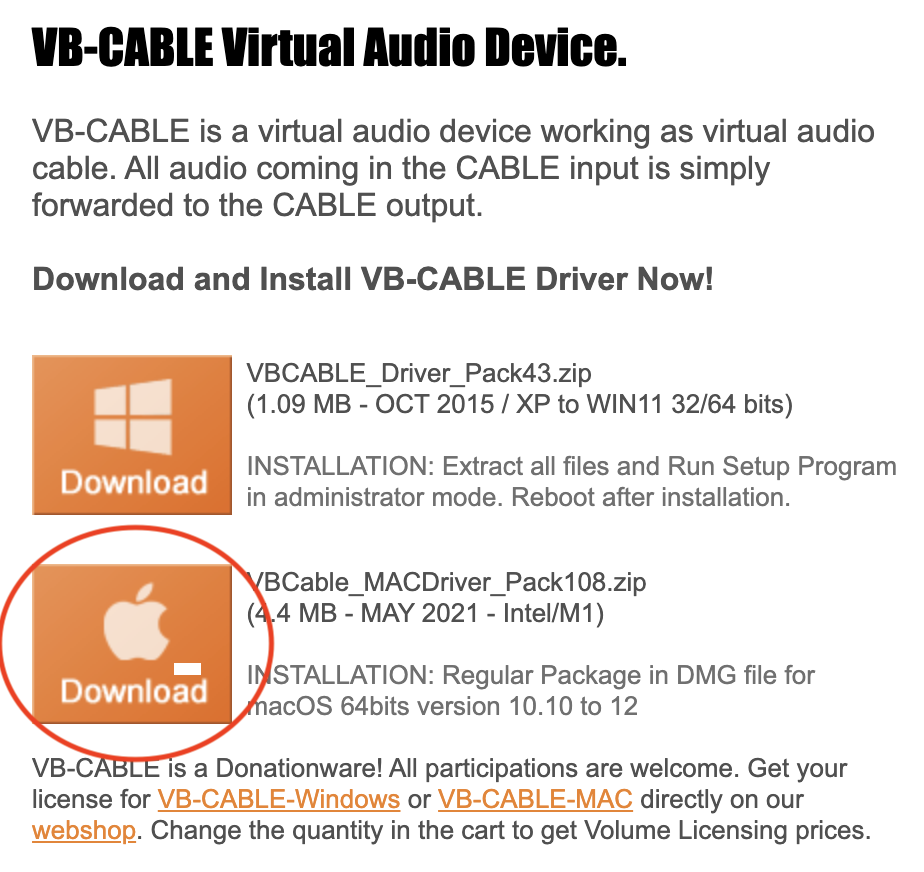 VB-CABLE Virtual Audio Device.
VB-CABLE is a virtual audio device working as virtual audio
cable. All audio coming in the CABLE input is simply
forwarded to the CABLE output.
Download and Install VB-CABLE Driver Now!
Download
VBCABLE_Driver_Pack43.zip
(1.09 MB - OCT 2015 / XP to WIN11 32/64 bits)
INSTALLATION: Extract all files and Run Setup Program
in administrator mode. Reboot after installation.
Download
VBCable_MACDriver_Pack108.zip
(4.4 MB - MAY 2021 - Intel/M1)
INSTALLATION: Regular Package in DMG file for
macOS 64bits version 10.10 to 12
VB-CABLE is a Donationware! All participations are welcome. Get your
license for VB-CABLE-Windows or VB-CABLE-MAC directly on our
webshop. Change the quantity in the cart to get Volume Licensing prices.